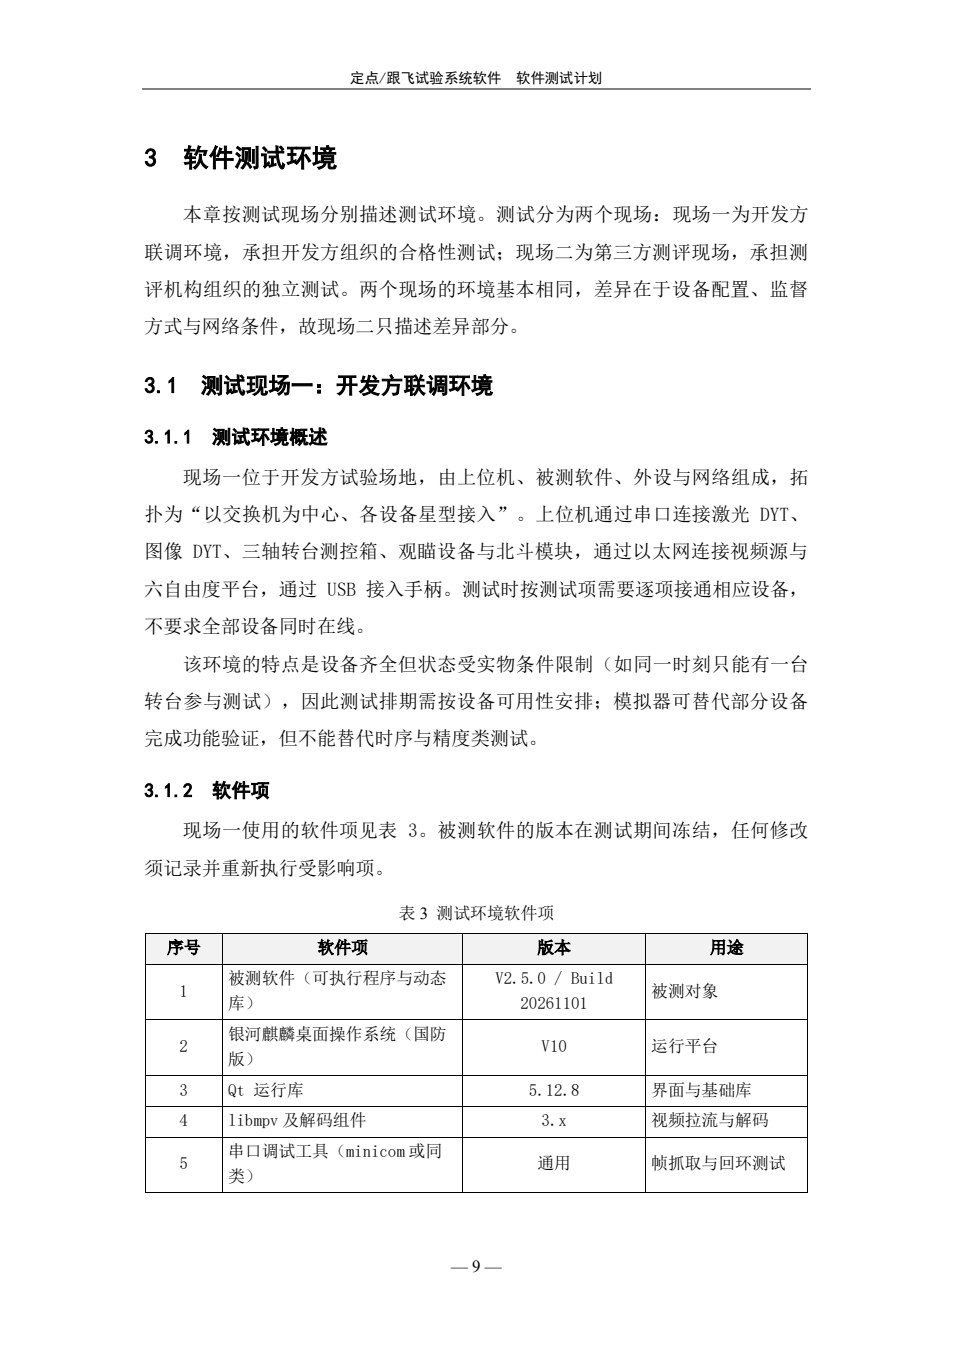 定点/跟飞试验系统软件　软件测试计划
3　软件测试环境
本章按测试现场分别描述测试环境。测试分为两个现场：现场一为开发方
联调环境，承担开发方组织的合格性测试；现场二为第三方测评现场，承担测
评机构组织的独立测试。两个现场的环境基本相同，差异在于设备配置、监督
方式与网络条件，故现场二只描述差异部分。
3.1　测试现场一：开发方联调环境
3.1.1　测试环境概述
现场一位于开发方试验场地，由上位机、被测软件、外设与网络组成，拓
扑为“以交换机为中心、各设备星型接入”。上位机通过串口连接激光 DYT、
图像 DYT、三轴转台测控箱、观瞄设备与北斗模块，通过以太网连接视频源与
六自由度平台，通过 USB 接入手柄。测试时按测试项需要逐项接通相应设备，
不要求全部设备同时在线。
该环境的特点是设备齐全但状态受实物条件限制（如同一时刻只能有一台
转台参与测试），因此测试排期需按设备可用性安排；模拟器可替代部分设备
完成功能验证，但不能替代时序与精度类测试。
3.1.2　软件项
现场一使用的软件项见表 3。被测软件的版本在测试期间冻结，任何修改
须记录并重新执行受影响项。
表 3 测试环境软件项
序号 软件项 版本 用途
1 被测软件（可执行程序与动态库） V2.5.0 / Build 20261101 被测对象
2 银河麒麟桌面操作系统（国防版） V10 运行平台
3 Qt 运行库 5.12.8 界面与基础库
4 libmpv 及解码组件 3.x 视频拉流与解码
5 串口调试工具（minicom 或同类） 通用 帧抓取与回环测试
— 9 —